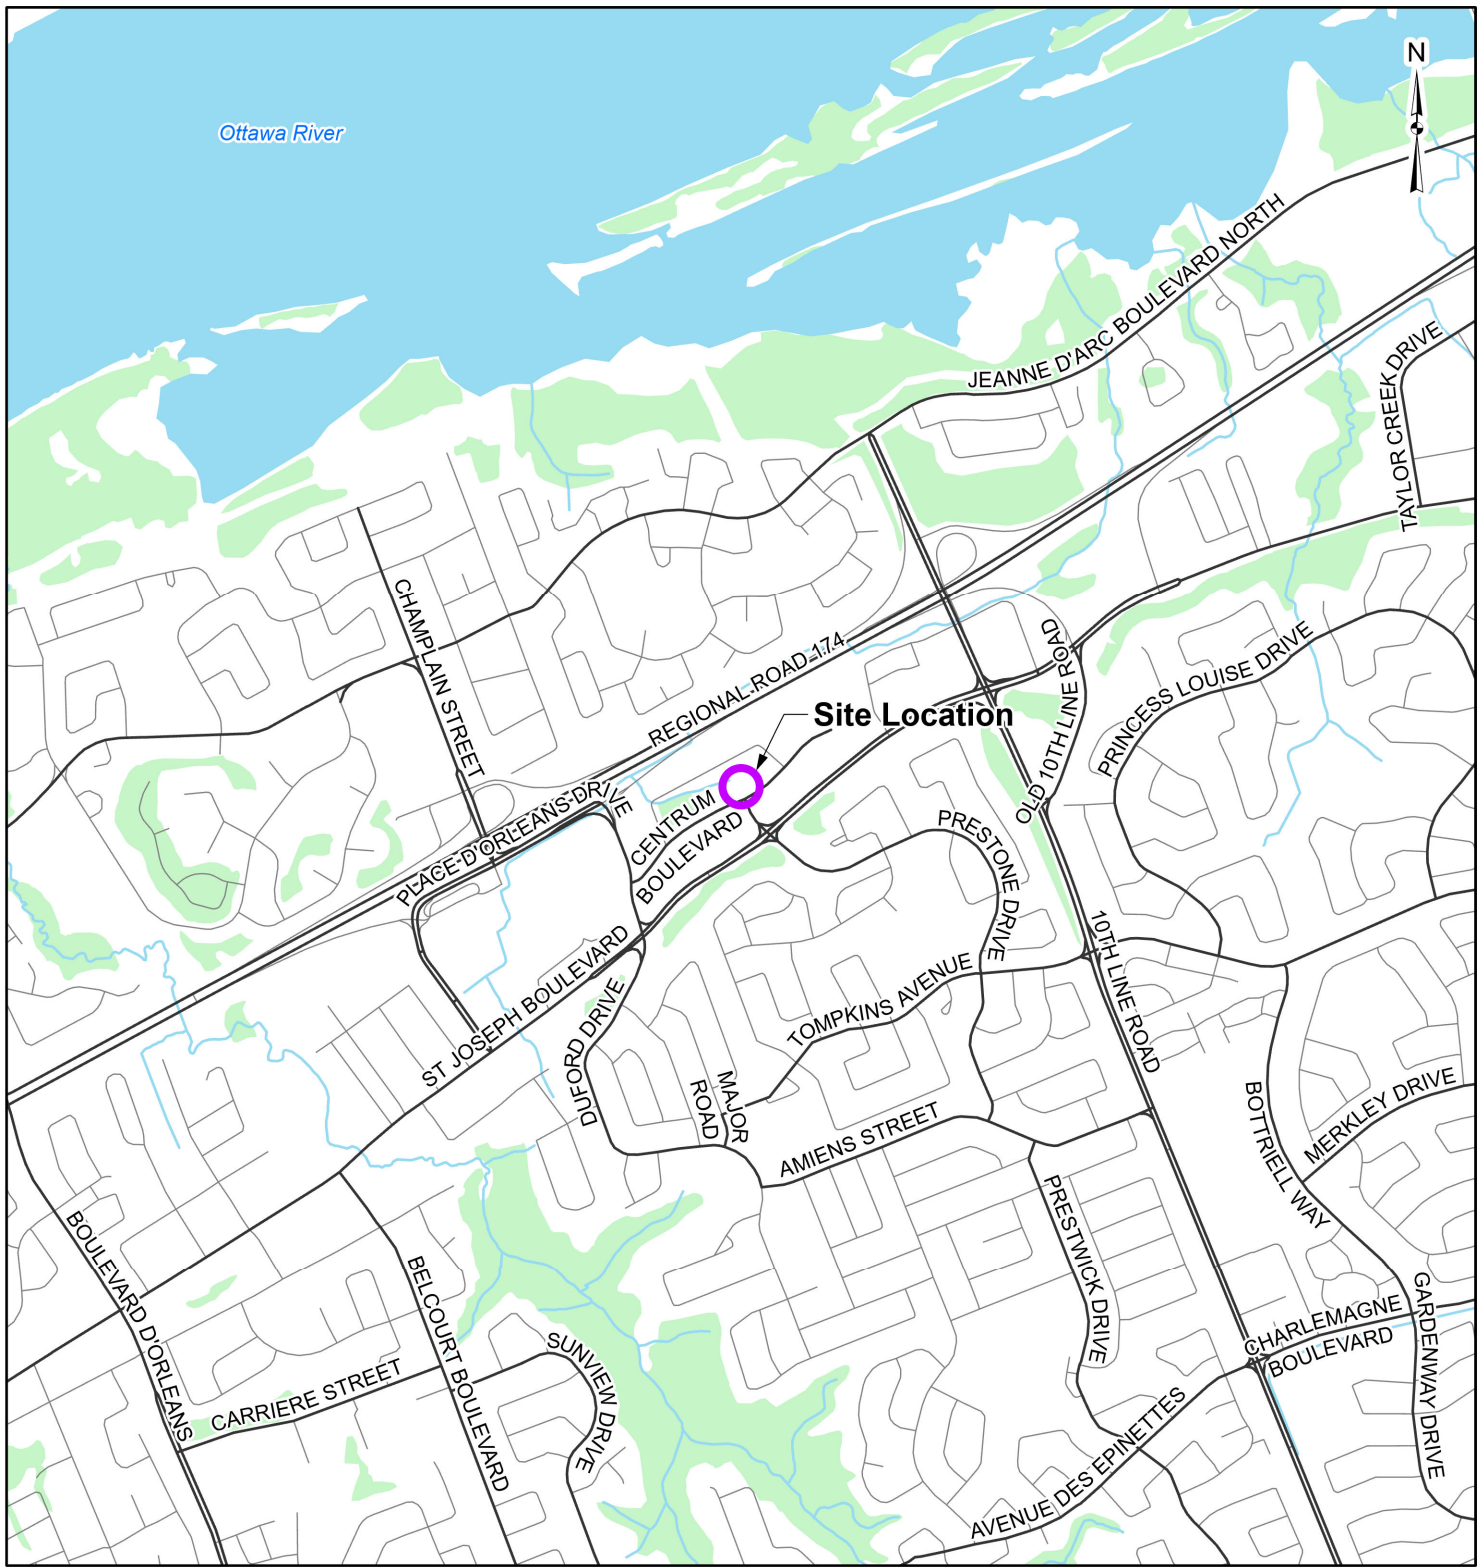 N
Ottawa River
JEANNE D'ARC BOULEVARD NORTH
TAYLOR CREEK DRIVE
CHAMPLAIN STREET
REGIONAL ROAD 174
Site Location
OLD 10TH LINE ROAD
PRINCESS LOUISE DRIVE
PLACE D'ORLEANS DRIVE
CENTRUM
BOULEVARD
PRESTONE DRIVE
ST JOSEPH BOULEVARD
TOMPKINS AVENUE
10TH LINE ROAD
DUFORD DRIVE
MAJOR
ROAD
AMIENS STREET
BOTTRIELL WAY
MERKLEY DRIVE
PRESTWICK DRIVE
BOULEVARD D'ORLEANS
BELCOURT BOULEVARD
SUNVIEW DRIVE
CARRIERE STREET
CHARLEMAGNE
BOULEVARD
GARDENWAY DRIVE
AVENUE DES EPINETTES